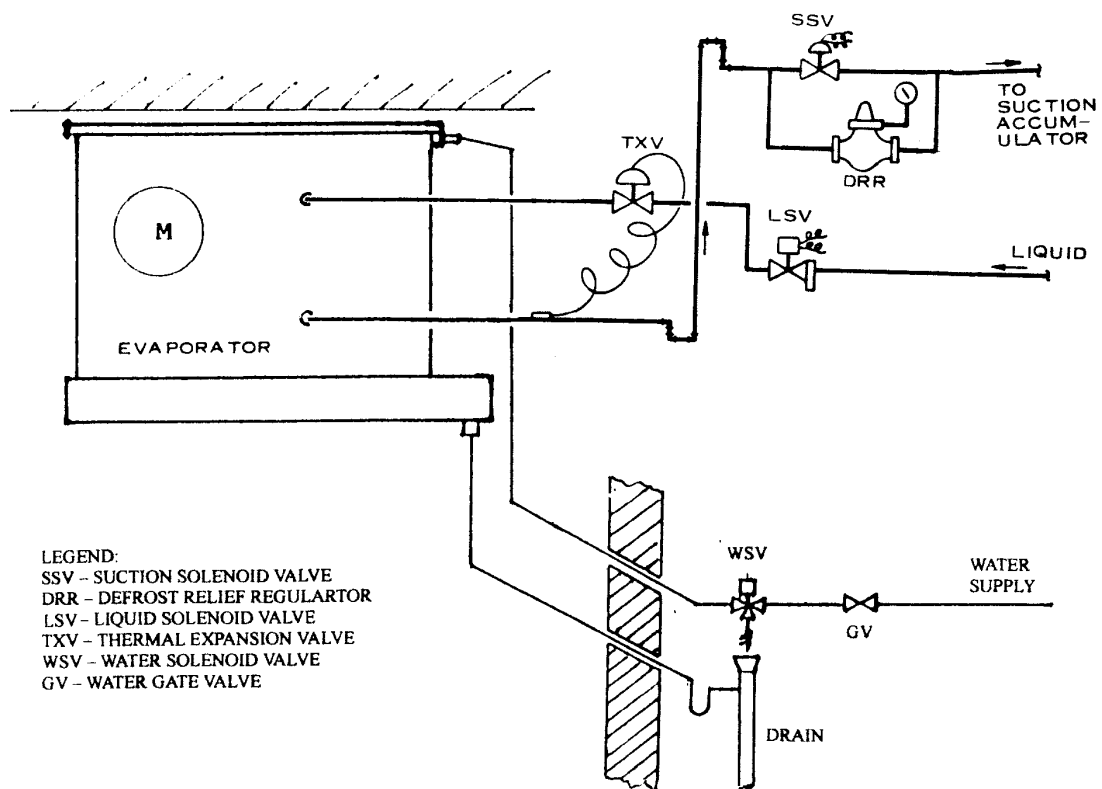 SSV
TO
SUCTION
ACCUM-
ULATOR
TXV
DRR
LSV
LIQUID
M
EVAPORATOR
LEGEND:
SSV – SUCTION SOLENOID VALVE
DRR – DEFROST RELIEF REGULARTOR
LSV – LIQUID SOLENOID VALVE
TXV – THERMAL EXPANSION VALVE
WSV – WATER SOLENOID VALVE
GV – WATER GATE VALVE
WSV
WATER
SUPPLY
GV
DRAIN